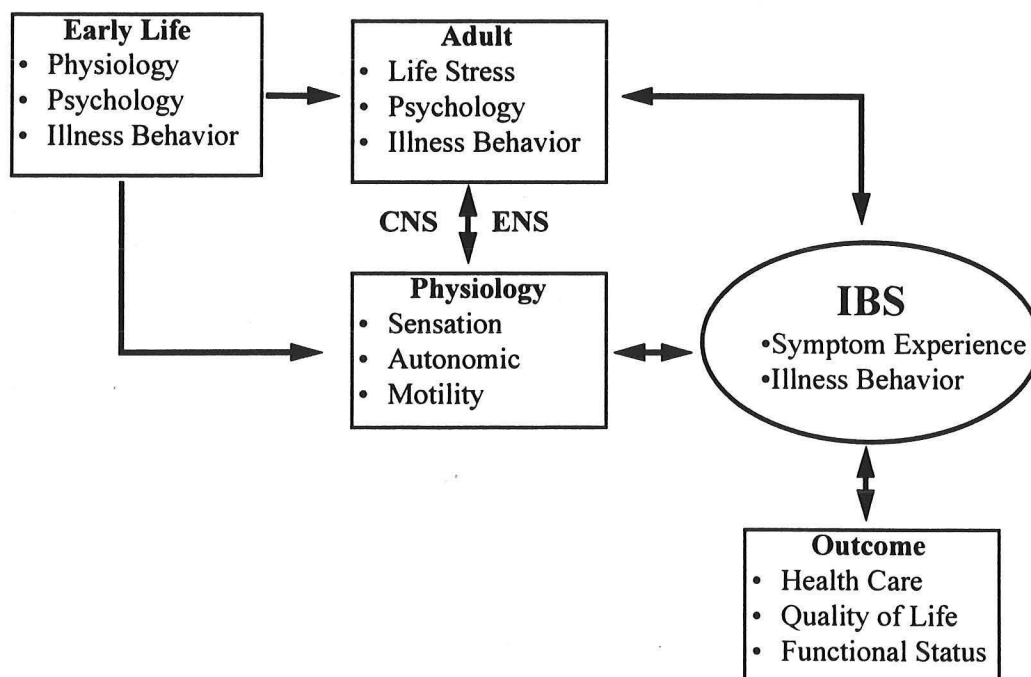 Early Life
• Physiology
• Psychology
• Illness Behavior
Adult
• Life Stress
• Psychology
• Illness Behavior
CNS ENS
Physiology
• Sensation
• Autonomic
• Motility
IBS
•Symptom Experience
•Illness Behavior
Outcome
• Health Care
• Quality of Life
• Functional Status